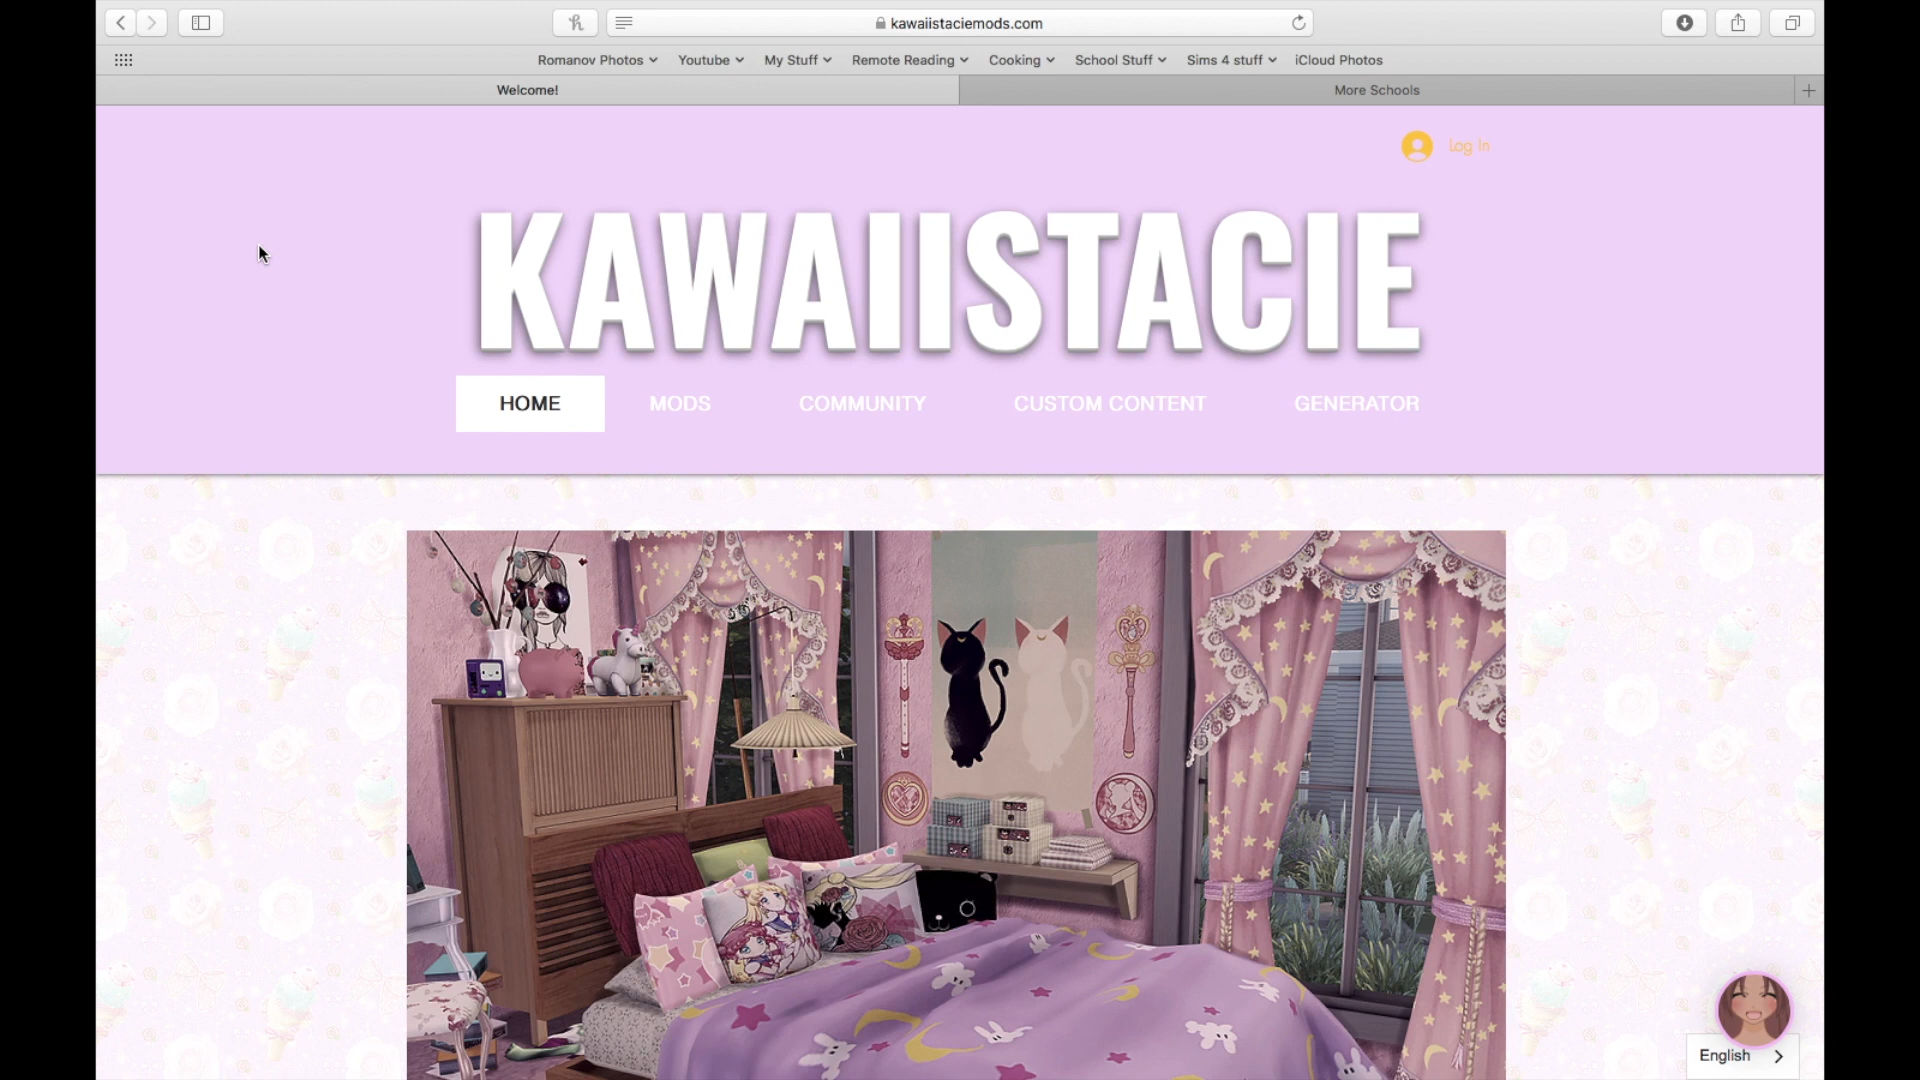 kawaiistaciemods.com
Romanov Photos Youtube My Stuff Remote Reading Cooking School Stuff Sims 4 stuff iCloud Photos
Welcome! More Schools
Log In
KAWAIISTACIE
HOME MODS COMMUNITY CUSTOM CONTENT GENERATOR
English